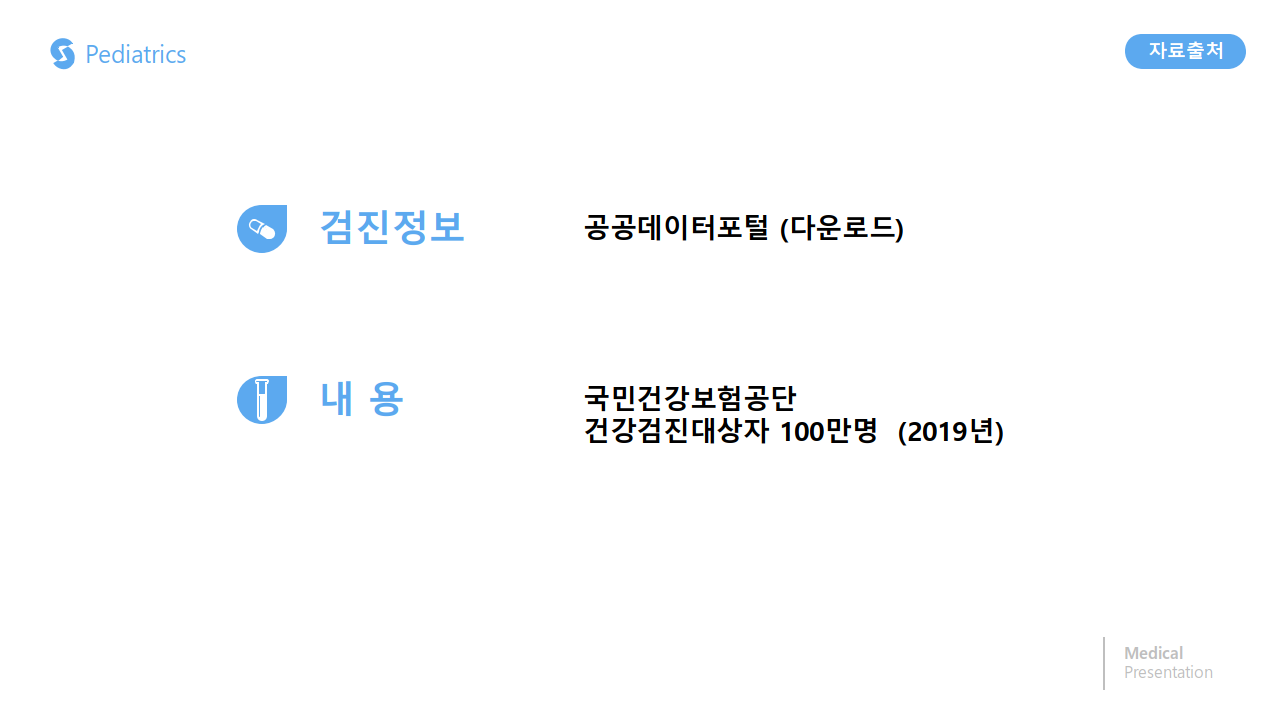 Pediatrics
자료출처
검진정보
공공데이터포털 (다운로드)
내 용
국민건강보험공단
건강검진대상자 100만명  (2019년)
Medical
Presentation